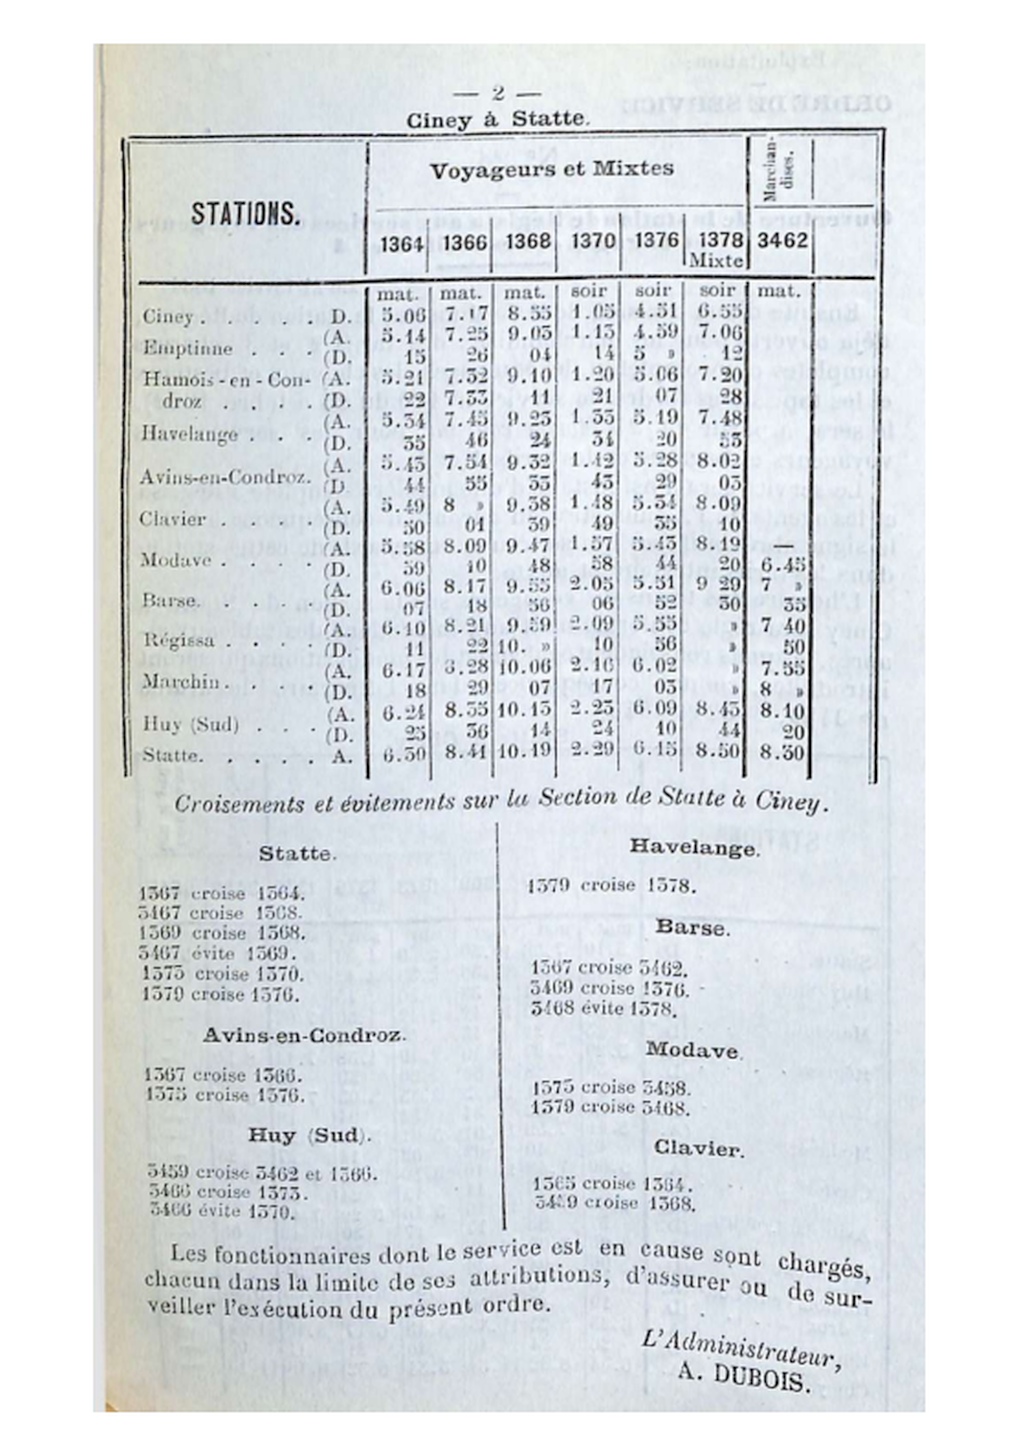 — 2 —
Ciney à Statte.
STATIONS.
Voyageurs et Mixtes
Marchan-
dises.
1364 1366 1368 1370 1376 1378 3462
Mixte
mat. mat. mat. soir soir soir mat.
Ciney . . . . . D. 5.06 7.17 8.55 1.05 4.51 6.55
Emptinne . . . (A. 5.14 7.25 9.03 1.13 4.59 7.06
(D. 15 26 04 14 5 » 12
Hamois - en - Con- (A. 5.21 7.32 9.10 1.20 5.06 7.20
droz . . . . (D. 22 7.33 11 21 07 28
Havelange . . . (A. 5.34 7.45 9.23 1.33 5.19 7.48
(D. 35 46 24 34 20 53
Avins-en-Condroz. (A. 5.43 7.54 9.32 1.42 5.28 8.02
(D. 44 55 33 43 29 03
Clavier . . . . (A. 5.49 8 » 9.38 1.48 5.34 8.09
(D. 50 01 39 49 35 10
Modave . . . . (A. 5.58 8.09 9.47 1.57 5.43 8.19 —
(D. 59 10 48 58 44 20 6.45
Barse. . . . . (A. 6.06 8.17 9.55 2.05 5.51 9 29 7 »
(D. 07 18 56 06 52 30 35
Régissa . . . . (A. 6.10 8.21 9.59 2.09 5.55 » 7 40
(D. 11 22 10. » 10 56 » 50
Marchin. . . . (A. 6.17 8.28 10.06 2.16 6.02 » 7.55
(D. 18 29 07 17 03 » 8 »
Huy (Sud) . . . (A. 6.24 8.35 10.13 2.23 6.09 8.43 8.10
(D. 25 36 14 24 10 44 20
Statte. . . . . A. 6.30 8.41 10.19 2.29 6.15 8.50 8.30
Croisements et évitements sur la Section de Statte à Ciney.
Statte.
1367 croise 1364.
3467 croise 1368.
1369 croise 1368.
3467 évite 1369.
1373 croise 1370.
1379 croise 1376.
Avins-en-Condroz.
1367 croise 1366.
1375 croise 1376.
Huy (Sud).
3459 croise 3462 et 1366.
3466 croise 1373.
3466 évite 1370.
Havelange.
1379 croise 1378.
Barse.
1367 croise 3462.
3469 croise 1376.
3468 évite 1378.
Modave.
1375 croise 3458.
1379 croise 3468.
Clavier.
1365 croise 1364.
croise 1368.
Les fonctionnaires dont le service est en cause sont chargés,
chacun dans la limite de ses attributions, d'assurer ou de sur-
veiller l'exécution du présent ordre.
L'Administrateur,
A. DUBOIS.